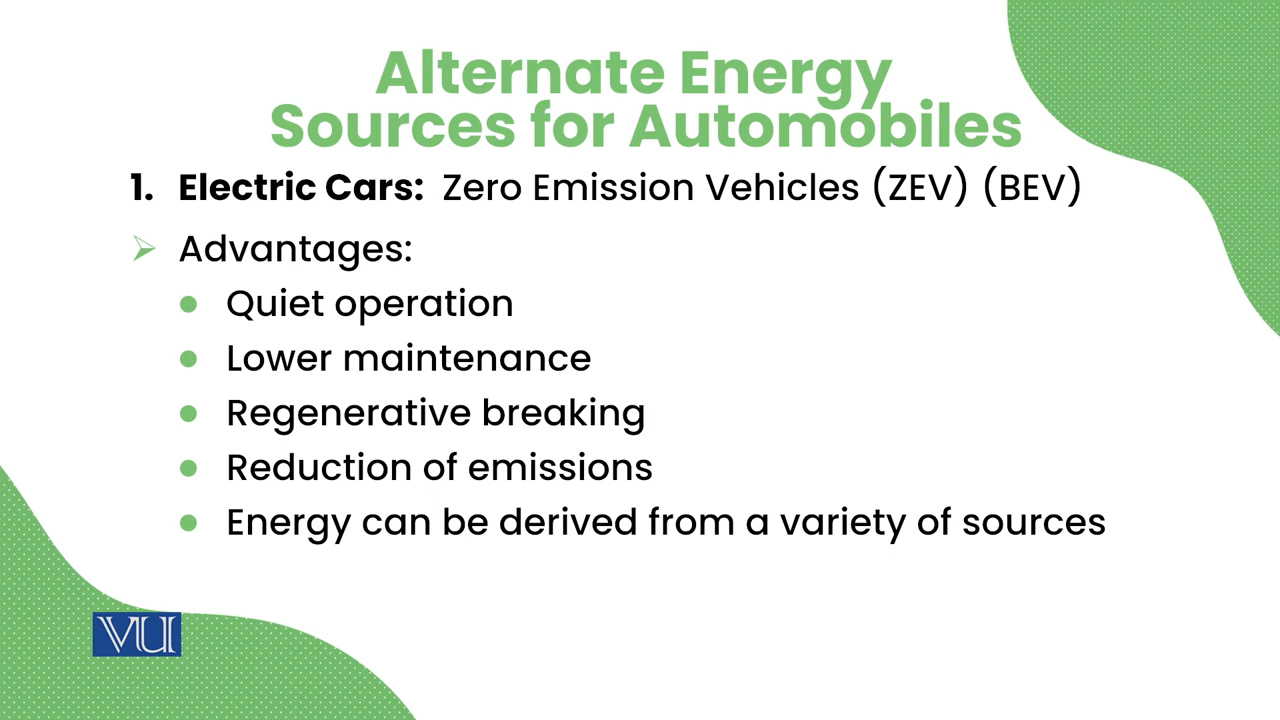 Alternate Energy
Sources for Automobiles
1. Electric Cars: Zero Emission Vehicles (ZEV) (BEV)
➢ Advantages:
● Quiet operation
● Lower maintenance
● Regenerative breaking
● Reduction of emissions
● Energy can be derived from a variety of sources
VU